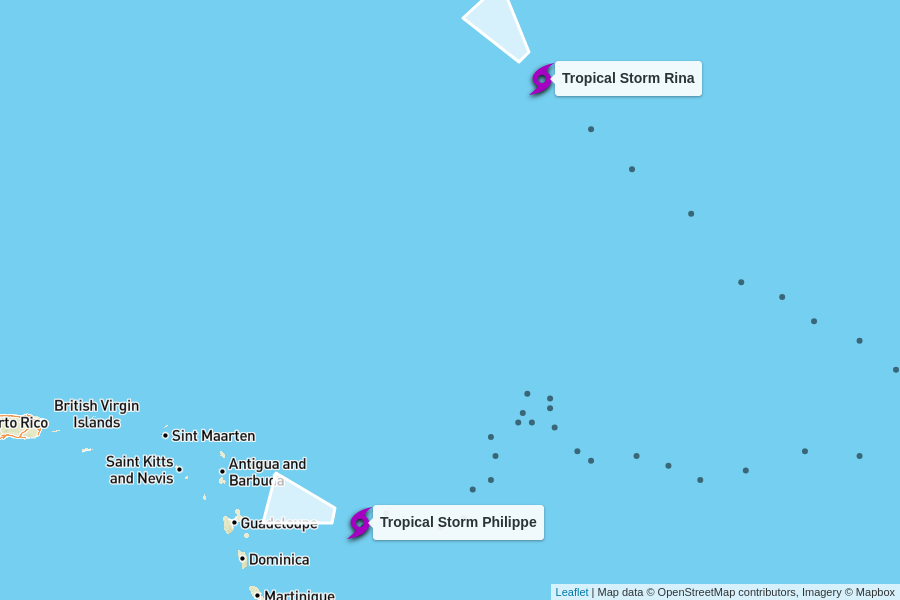 Tropical Storm Rina
British Virgin
Islands
rto Rico
Sint Maarten
Saint Kitts
and Nevis
Antigua and
Barbuda
Guadeloupe
Tropical Storm Philippe
Dominica
Martinique
Leaflet | Map data © OpenStreetMap contributors, Imagery © Mapbox